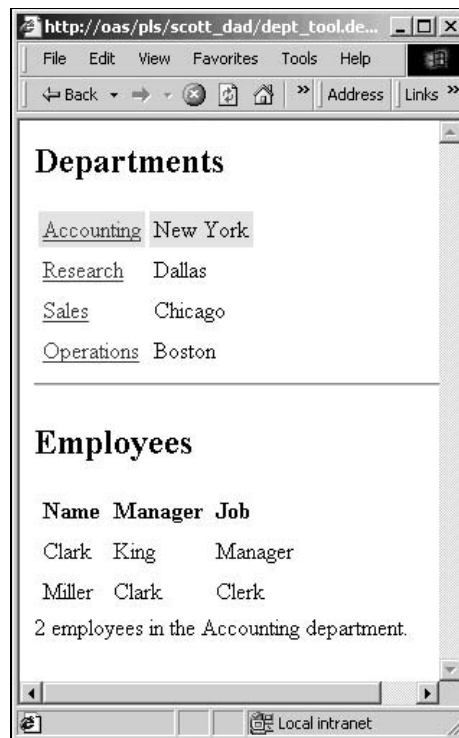 http://oas/pls/scott_dad/dept_tool.de...
File Edit View Favorites Tools Help
Back » Address Links »
Departments
Accounting New York
Research Dallas
Sales Chicago
Operations Boston
Employees
Name Manager Job
Clark King Manager
Miller Clark Clerk
2 employees in the Accounting department.
Local intranet